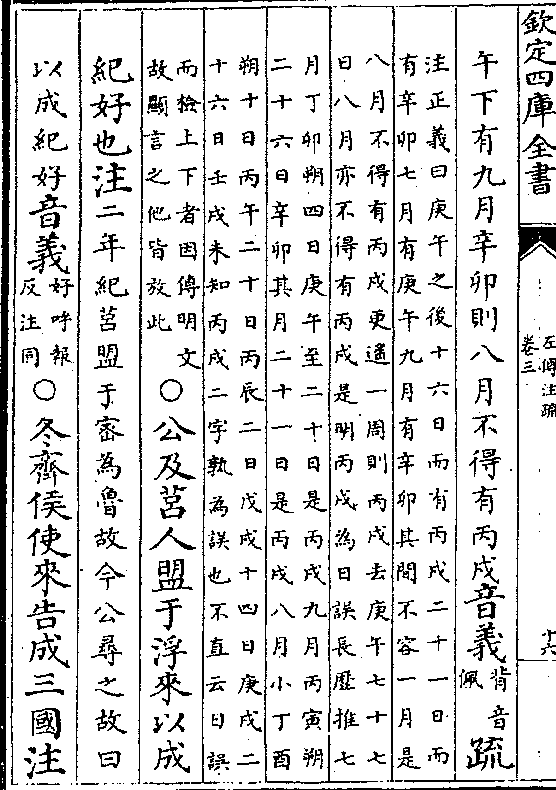 欽定四庫全書
左傳注疏
卷三
十六
午下有九月辛卯則八月不得有丙戌音義背音佩疏
注正義曰庚午之後十六日而有丙戌二十一日而
有辛卯七月有庚午九月有辛卯其間不容一月是
八月不得有丙戌更遥一周則丙戌去庚午七十七
日八月亦不得有丙戌是明丙戌為日誤長歴推七
月丁卯朔四日庚午至二十日是丙戌九月丙寅朔
二十六日辛卯其月二十一日是丙戌八月小丁酉
朔十日丙午二十日丙辰二日戊戌十四日庚戌二
十六日壬戌未知丙戌二字孰為誤也不直云日誤
而檢上下者因傳明文
故顯言之他皆放此
○公及莒人盟于浮來以成
紀好也注二年紀莒盟于宻為魯故今公尋之故曰
以成紀好音義好呼報反注同○冬齊侯使來告成三國注